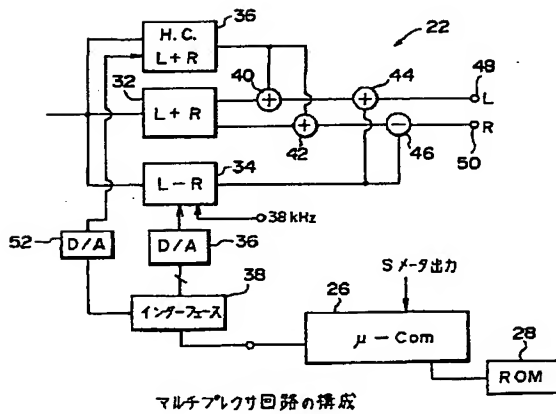 36
H.C.
L+R
22
40
44
48
L
32
L+R
R
42
46
50
34
L-R
38kHz
52
D/A
D/A
36
Sメータ出力
38
26
インターフェース
μ-Com
28
ROM
マルチプレクサ回路の構成